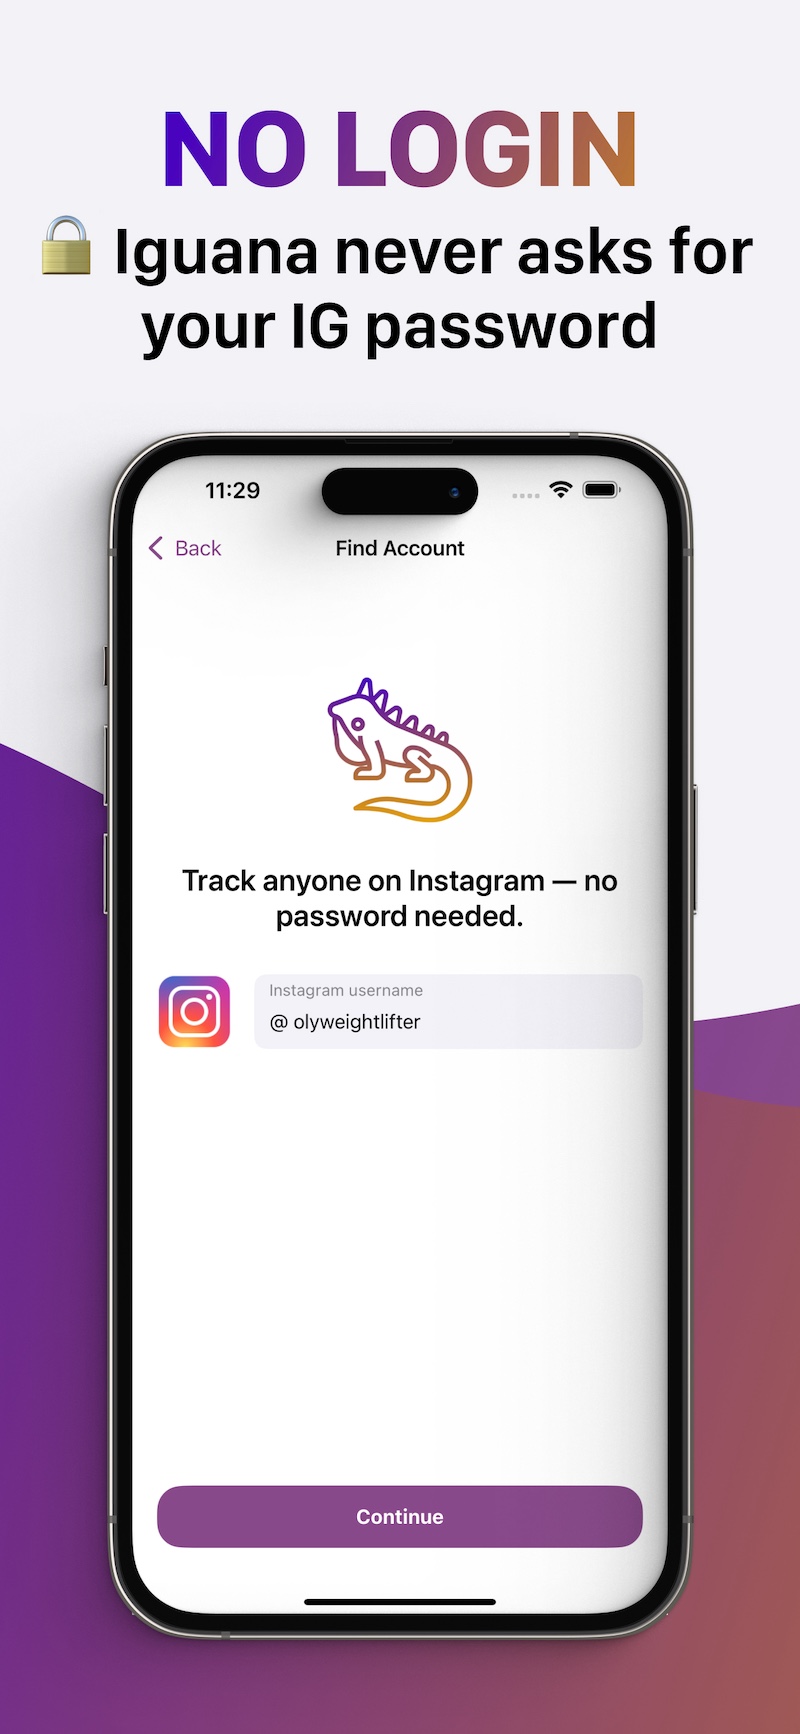 NO LOGIN
🔒 Iguana never asks for
your IG password
11:29
Back
Find Account
Track anyone on Instagram — no
password needed.
Instagram username
@ olyweightlifter
Continue